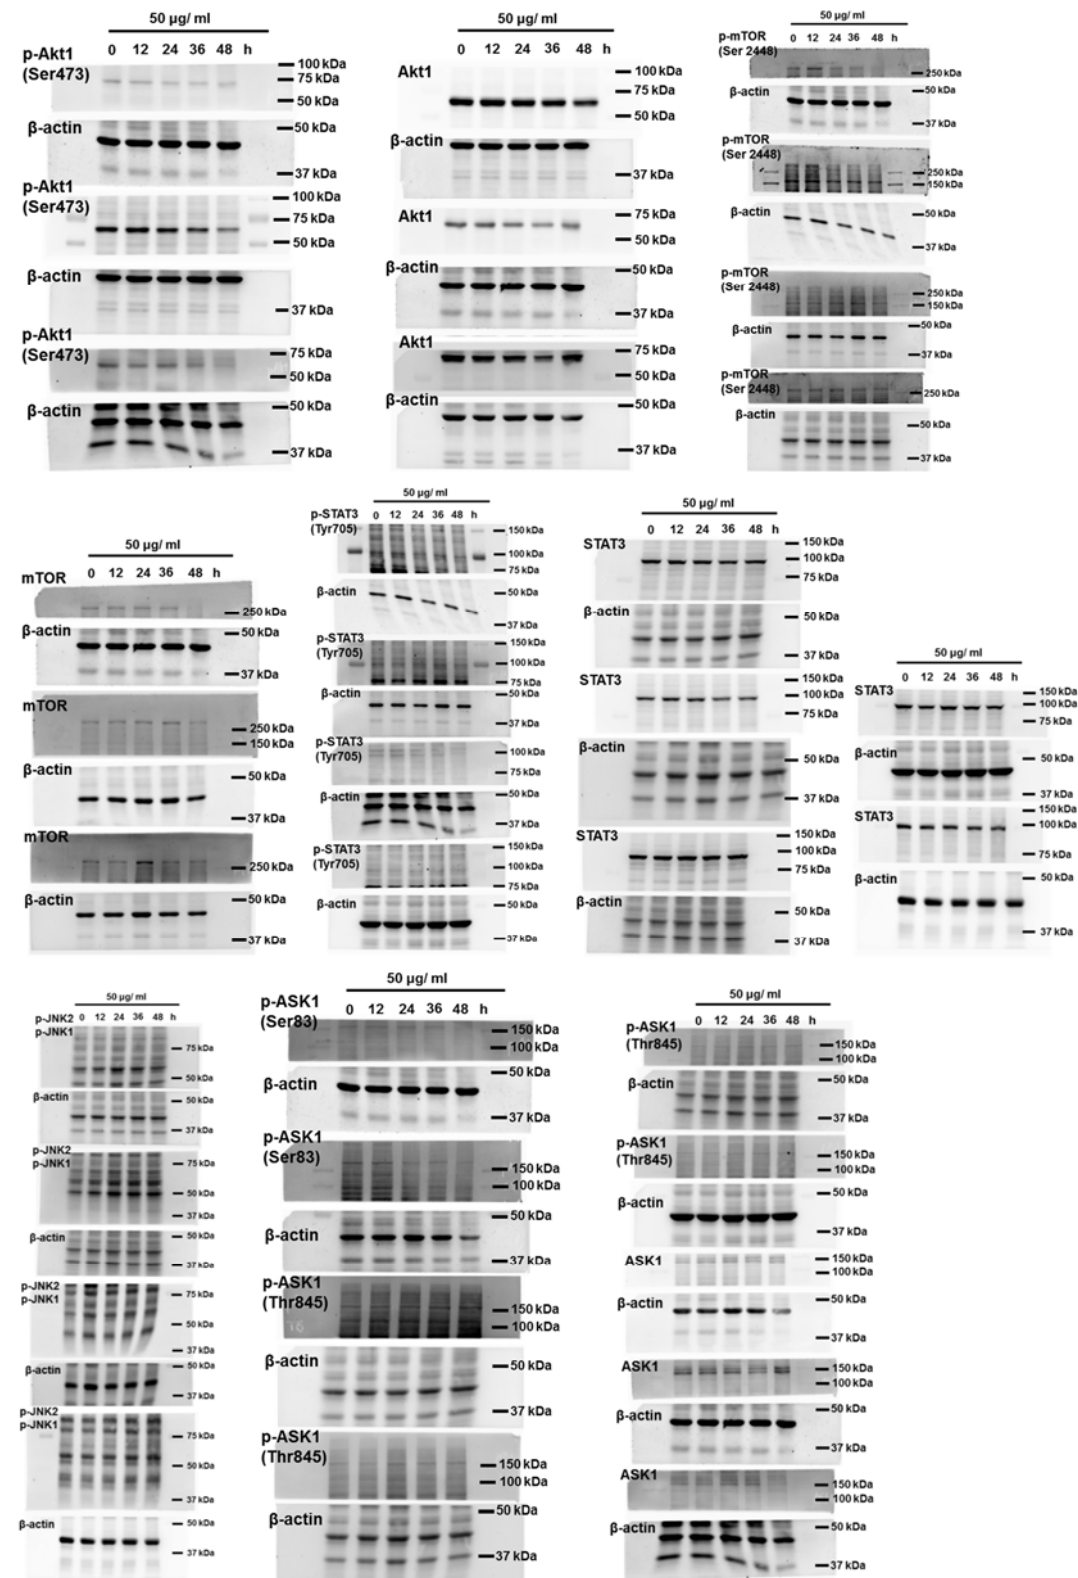 50 µg/ ml
0 12 24 36 48 h
p-Akt1
(Ser473)
100 kDa
75 kDa
50 kDa
β-actin
50 kDa
37 kDa
p-Akt1
(Ser473)
100 kDa
75 kDa
50 kDa
β-actin
37 kDa
p-Akt1
(Ser473)
75 kDa
50 kDa
β-actin
50 kDa
37 kDa
50 µg/ ml
0 12 24 36 48 h
Akt1
100 kDa
75 kDa
50 kDa
β-actin
37 kDa
Akt1
75 kDa
50 kDa
β-actin
50 kDa
37 kDa
Akt1
75 kDa
50 kDa
β-actin
50 kDa
37 kDa
50 µg/ ml
0 12 24 36 48 h
p-mTOR
(Ser 2448)
250 kDa
β-actin
50 kDa
37 kDa
p-mTOR
(Ser 2448)
250 kDa
150 kDa
β-actin
50 kDa
37 kDa
p-mTOR
(Ser 2448)
250 kDa
150 kDa
β-actin
50 kDa
37 kDa
p-mTOR
(Ser 2448)
250 kDa
β-actin
50 kDa
37 kDa
50 µg/ ml
0 12 24 36 48 h
mTOR
250 kDa
β-actin
50 kDa
37 kDa
mTOR
250 kDa
150 kDa
β-actin
50 kDa
37 kDa
mTOR
250 kDa
β-actin
50 kDa
37 kDa
50 µg/ ml
0 12 24 36 48 h
p-STAT3
(Tyr705)
150 kDa
100 kDa
75 kDa
β-actin
50 kDa
37 kDa
p-STAT3
(Tyr705)
150 kDa
100 kDa
75 kDa
β-actin
50 kDa
37 kDa
p-STAT3
(Tyr705)
100 kDa
75 kDa
β-actin
50 kDa
37 kDa
p-STAT3
(Tyr705)
150 kDa
100 kDa
75 kDa
β-actin
50 kDa
37 kDa
50 µg/ ml
0 12 24 36 48 h
STAT3
150 kDa
100 kDa
75 kDa
β-actin
50 kDa
37 kDa
STAT3
150 kDa
100 kDa
75 kDa
β-actin
50 kDa
37 kDa
STAT3
150 kDa
100 kDa
75 kDa
β-actin
50 kDa
37 kDa
50 µg/ ml
0 12 24 36 48 h
STAT3
150 kDa
100 kDa
75 kDa
β-actin
50 kDa
37 kDa
STAT3
150 kDa
100 kDa
75 kDa
β-actin
50 kDa
37 kDa
50 µg/ ml
0 12 24 36 48 h
p-JNK2
p-JNK1
75 kDa
50 kDa
β-actin
50 kDa
37 kDa
p-JNK2
p-JNK1
75 kDa
50 kDa
37 kDa
β-actin
50 kDa
37 kDa
p-JNK2
p-JNK1
75 kDa
50 kDa
37 kDa
β-actin
50 kDa
37 kDa
p-JNK2
p-JNK1
75 kDa
50 kDa
37 kDa
β-actin
50 kDa
37 kDa
50 µg/ ml
0 12 24 36 48 h
p-ASK1
(Ser83)
150 kDa
100 kDa
β-actin
50 kDa
37 kDa
p-ASK1
(Ser83)
150 kDa
100 kDa
β-actin
50 kDa
37 kDa
p-ASK1
(Thr845)
150 kDa
100 kDa
β-actin
50 kDa
37 kDa
p-ASK1
(Thr845)
150 kDa
100 kDa
β-actin
50 kDa
37 kDa
50 µg/ ml
0 12 24 36 48 h
p-ASK1
(Thr845)
150 kDa
100 kDa
β-actin
50 kDa
37 kDa
p-ASK1
(Thr845)
150 kDa
100 kDa
β-actin
50 kDa
37 kDa
ASK1
150 kDa
100 kDa
β-actin
50 kDa
37 kDa
ASK1
150 kDa
100 kDa
β-actin
50 kDa
37 kDa
ASK1
150 kDa
100 kDa
β-actin
50 kDa
37 kDa